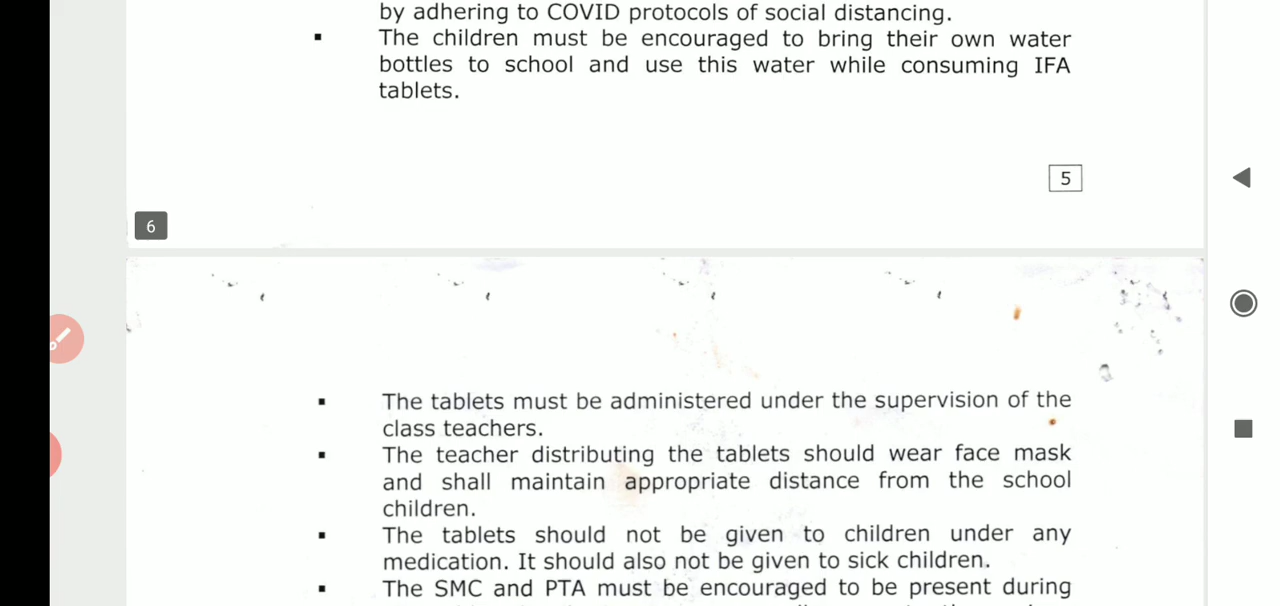 by adhering to COVID protocols of social distancing.
▪ The children must be encouraged to bring their own water
bottles to school and use this water while consuming IFA
tablets.
5
6
▪ The tablets must be administered under the supervision of the
class teachers.
▪ The teacher distributing the tablets should wear face mask
and shall maintain appropriate distance from the school
children.
▪ The tablets should not be given to children under any
medication. It should also not be given to sick children.
▪ The SMC and PTA must be encouraged to be present during